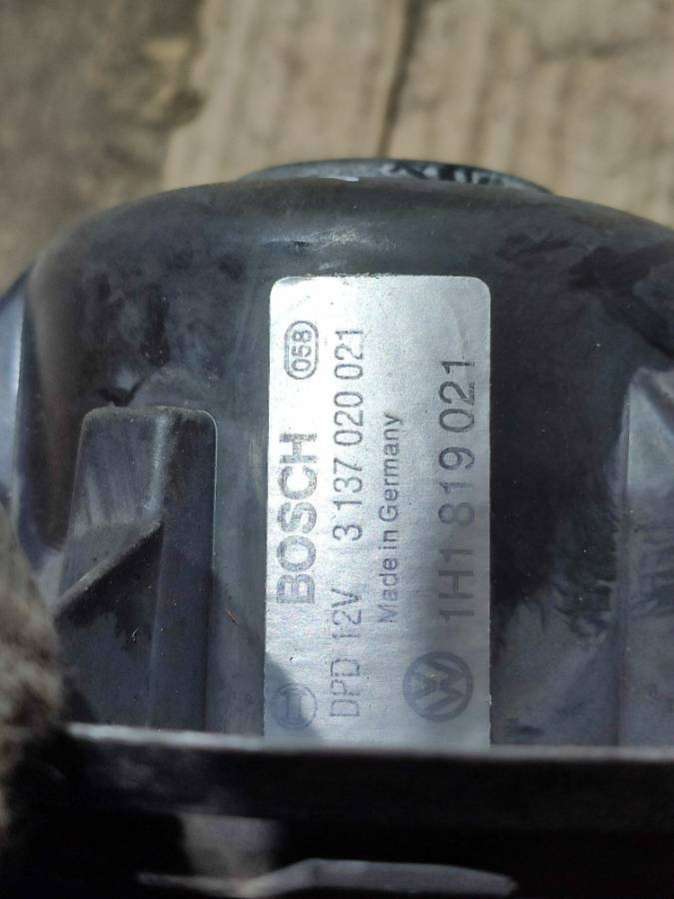 058
BOSCH
DPD 12V 3 137 020 021
Made in Germany
1H1 819 021